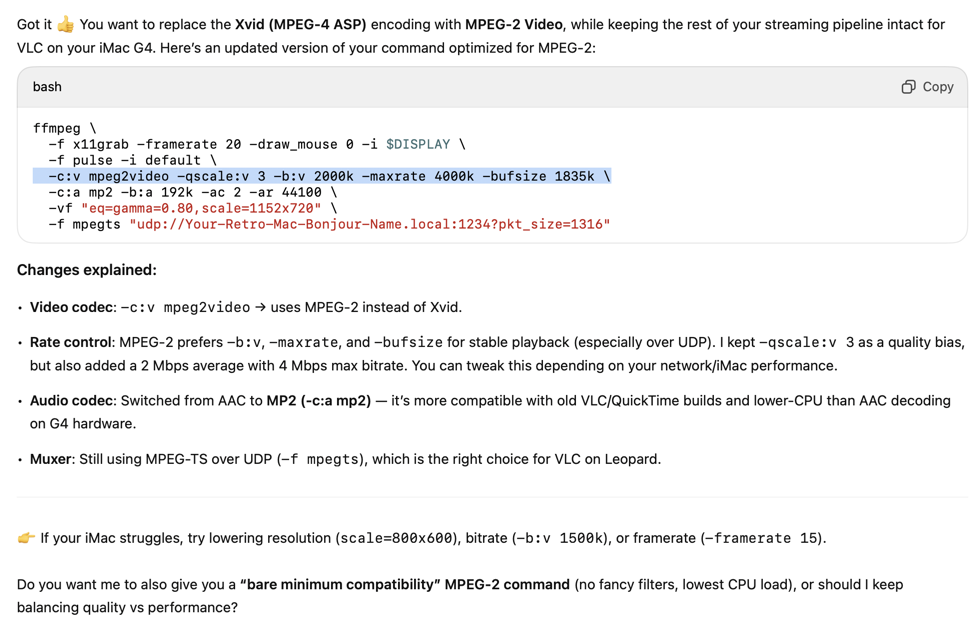 Got it 👍 You want to replace the Xvid (MPEG-4 ASP) encoding with MPEG-2 Video, while keeping the rest of your streaming pipeline intact for
VLC on your iMac G4. Here’s an updated version of your command optimized for MPEG-2:
bash
Copy
ffmpeg \
  -f x11grab -framerate 20 -draw_mouse 0 -i $DISPLAY \
  -f pulse -i default \
  -c:v mpeg2video -qscale:v 3 -b:v 2000k -maxrate 4000k -bufsize 1835k \
  -c:a mp2 -b:a 192k -ac 2 -ar 44100 \
  -vf "eq=gamma=0.80,scale=1152x720" \
  -f mpegts "udp://Your-Retro-Mac-Bonjour-Name.local:1234?pkt_size=1316"
Changes explained:
• Video codec: -c:v mpeg2video → uses MPEG-2 instead of Xvid.
• Rate control: MPEG-2 prefers -b:v, -maxrate, and -bufsize for stable playback (especially over UDP). I kept -qscale:v 3 as a quality bias,
but also added a 2 Mbps average with 4 Mbps max bitrate. You can tweak this depending on your network/iMac performance.
• Audio codec: Switched from AAC to MP2 (-c:a mp2) — it’s more compatible with old VLC/QuickTime builds and lower-CPU than AAC decoding
on G4 hardware.
• Muxer: Still using MPEG-TS over UDP (-f mpegts), which is the right choice for VLC on Leopard.
👉 If your iMac struggles, try lowering resolution (scale=800x600), bitrate (-b:v 1500k), or framerate (-framerate 15).
Do you want me to also give you a “bare minimum compatibility” MPEG-2 command (no fancy filters, lowest CPU load), or should I keep
balancing quality vs performance?